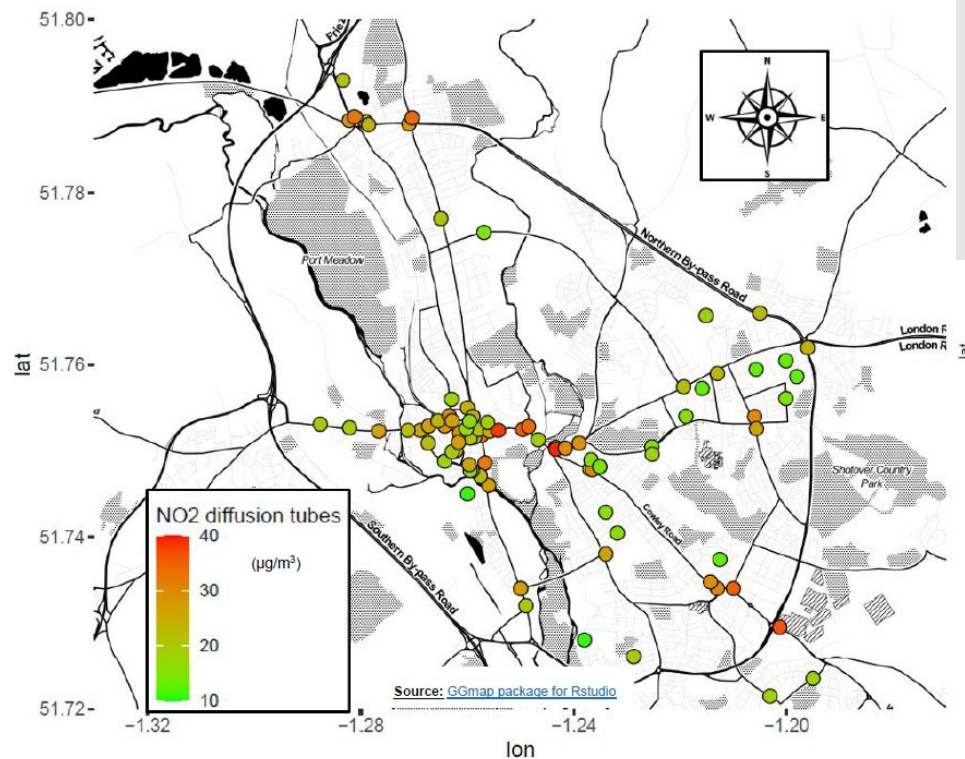 51.80
51.78
51.76
51.74
51.72
lat
-1.32
-1.28
-1.24
-1.20
lon
N
W
E
S
Port Meadow
Northern By-pass Road
London R
London R
lat
Shotover Country
Park
Cowley Road
Southern By-pass Road
NO2 diffusion tubes
(µg/m³)
40
30
20
10
Source: GGmap package for Rstudio